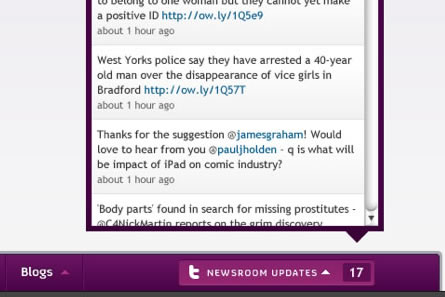 to belong to one woman but they cannot yet make
a positive ID http://ow.ly/1Q5e9
about 1 hour ago
West Yorks police say they have arrested a 40-year
old man over the disappearance of vice girls in
Bradford http://ow.ly/1Q57T
about 1 hour ago
Thanks for the suggestion @jamesgraham! Would
love to hear from you @pauljholden - q is what will
be impact of iPad on comic industry?
about 1 hour ago
'Body parts' found in search for missing prostitutes -
@C4NickMartin reports on the grim discovery
Blogs
NEWSROOM UPDATES 17